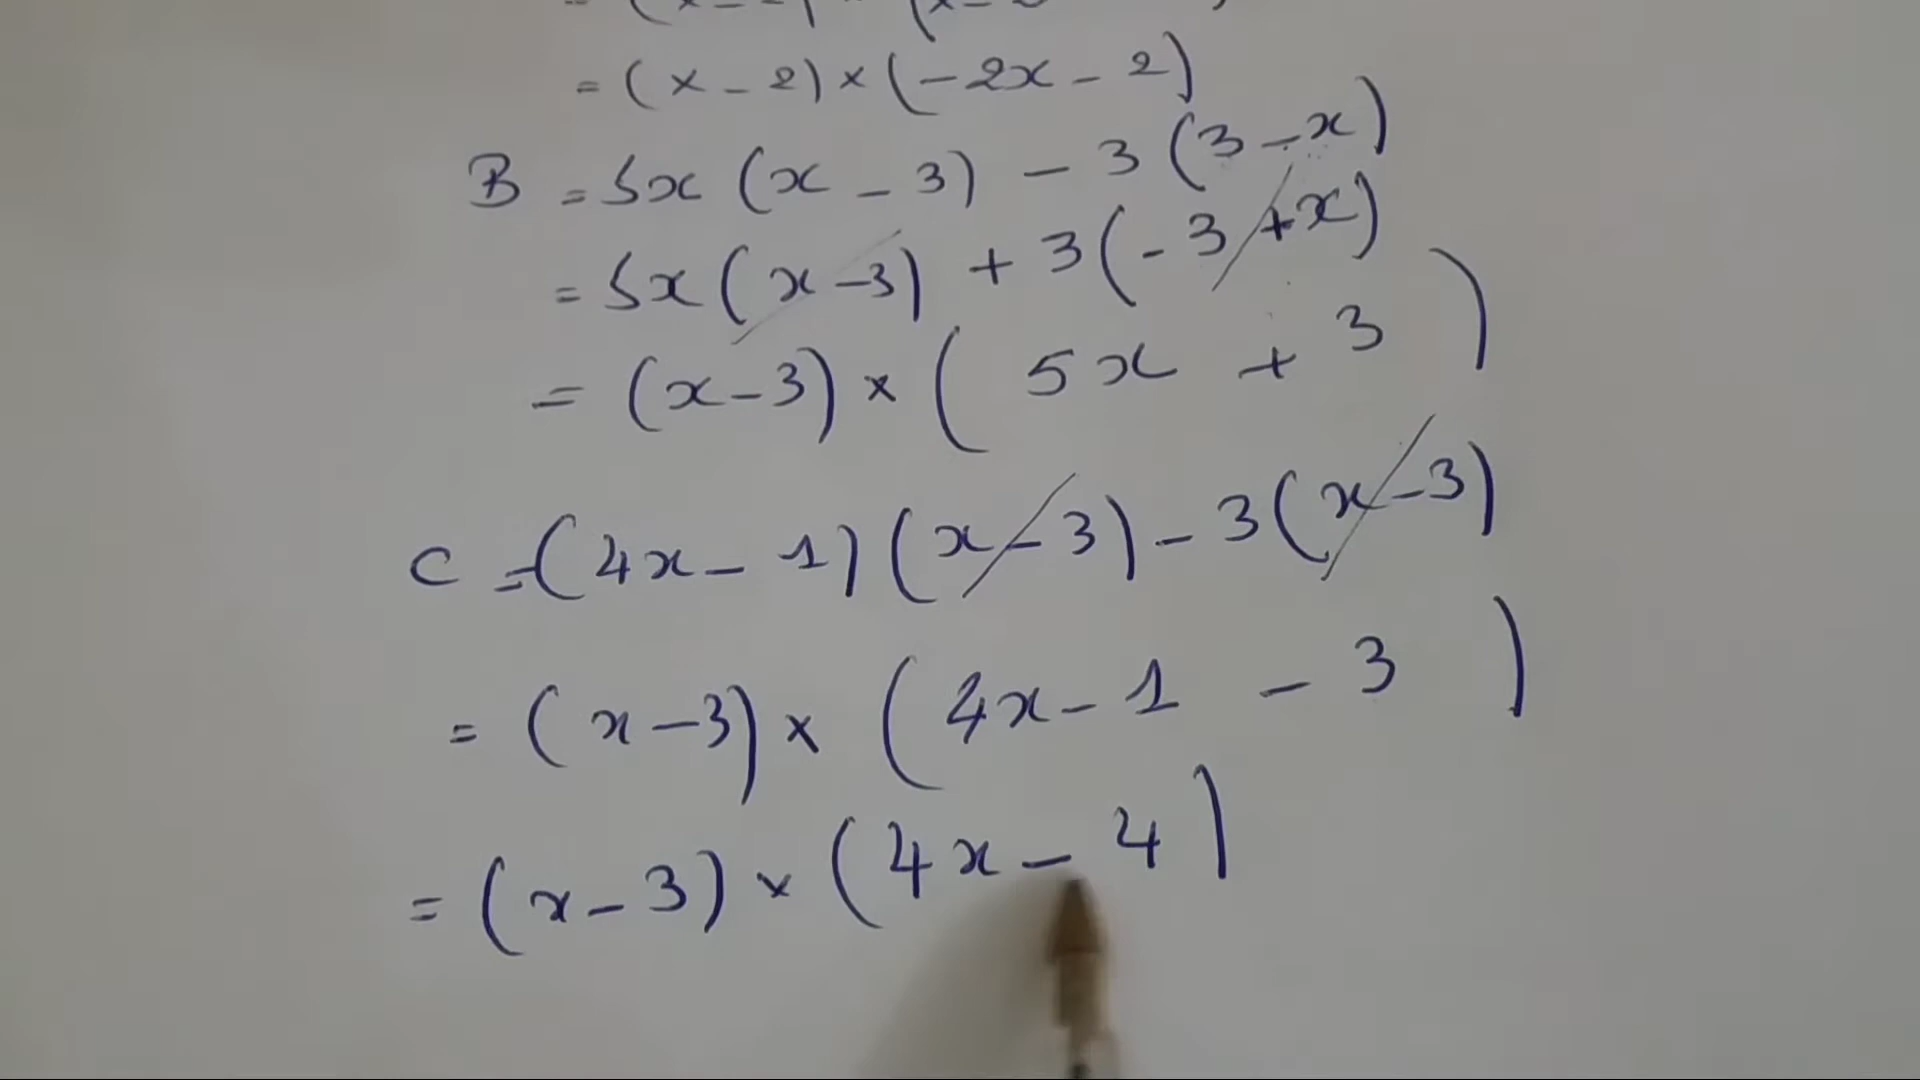 = (x - 2) × (-2x - 2)
B = 5x (x - 3) - 3 (3 - x)
= 5x (x - 3) + 3 (-3 + x)
= (x - 3) × ( 5x + 3 )
C = (4x - 1) (x - 3) - 3 (x - 3)
= (x - 3) × ( 4x - 1 - 3 )
= (x - 3) × ( 4x - 4 )